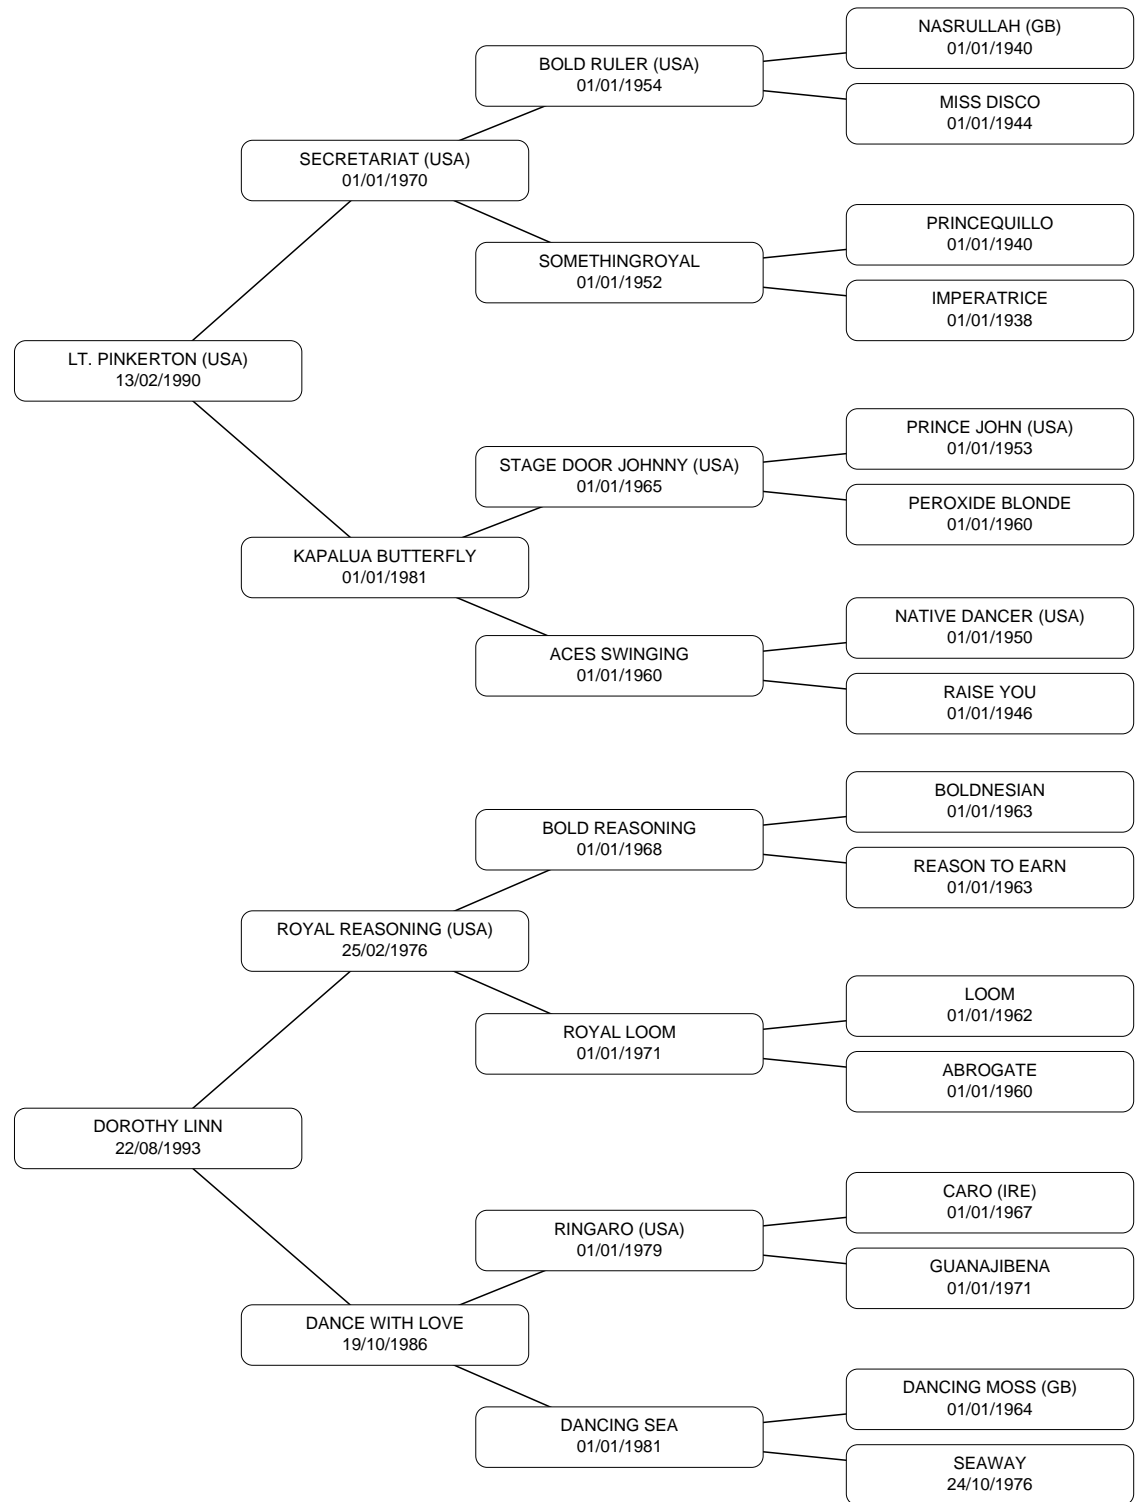 NASRULLAH (GB)
01/01/1940
BOLD RULER (USA)
01/01/1954
MISS DISCO
01/01/1944
SECRETARIAT (USA)
01/01/1970
PRINCEQUILLO
01/01/1940
SOMETHINGROYAL
01/01/1952
IMPERATRICE
01/01/1938
LT. PINKERTON (USA)
13/02/1990
PRINCE JOHN (USA)
01/01/1953
STAGE DOOR JOHNNY (USA)
01/01/1965
PEROXIDE BLONDE
01/01/1960
KAPALUA BUTTERFLY
01/01/1981
NATIVE DANCER (USA)
01/01/1950
ACES SWINGING
01/01/1960
RAISE YOU
01/01/1946
BOLDNESIAN
01/01/1963
BOLD REASONING
01/01/1968
REASON TO EARN
01/01/1963
ROYAL REASONING (USA)
25/02/1976
LOOM
01/01/1962
ROYAL LOOM
01/01/1971
ABROGATE
01/01/1960
DOROTHY LINN
22/08/1993
CARO (IRE)
01/01/1967
RINGARO (USA)
01/01/1979
GUANAJIBENA
01/01/1971
DANCE WITH LOVE
19/10/1986
DANCING MOSS (GB)
01/01/1964
DANCING SEA
01/01/1981
SEAWAY
24/10/1976